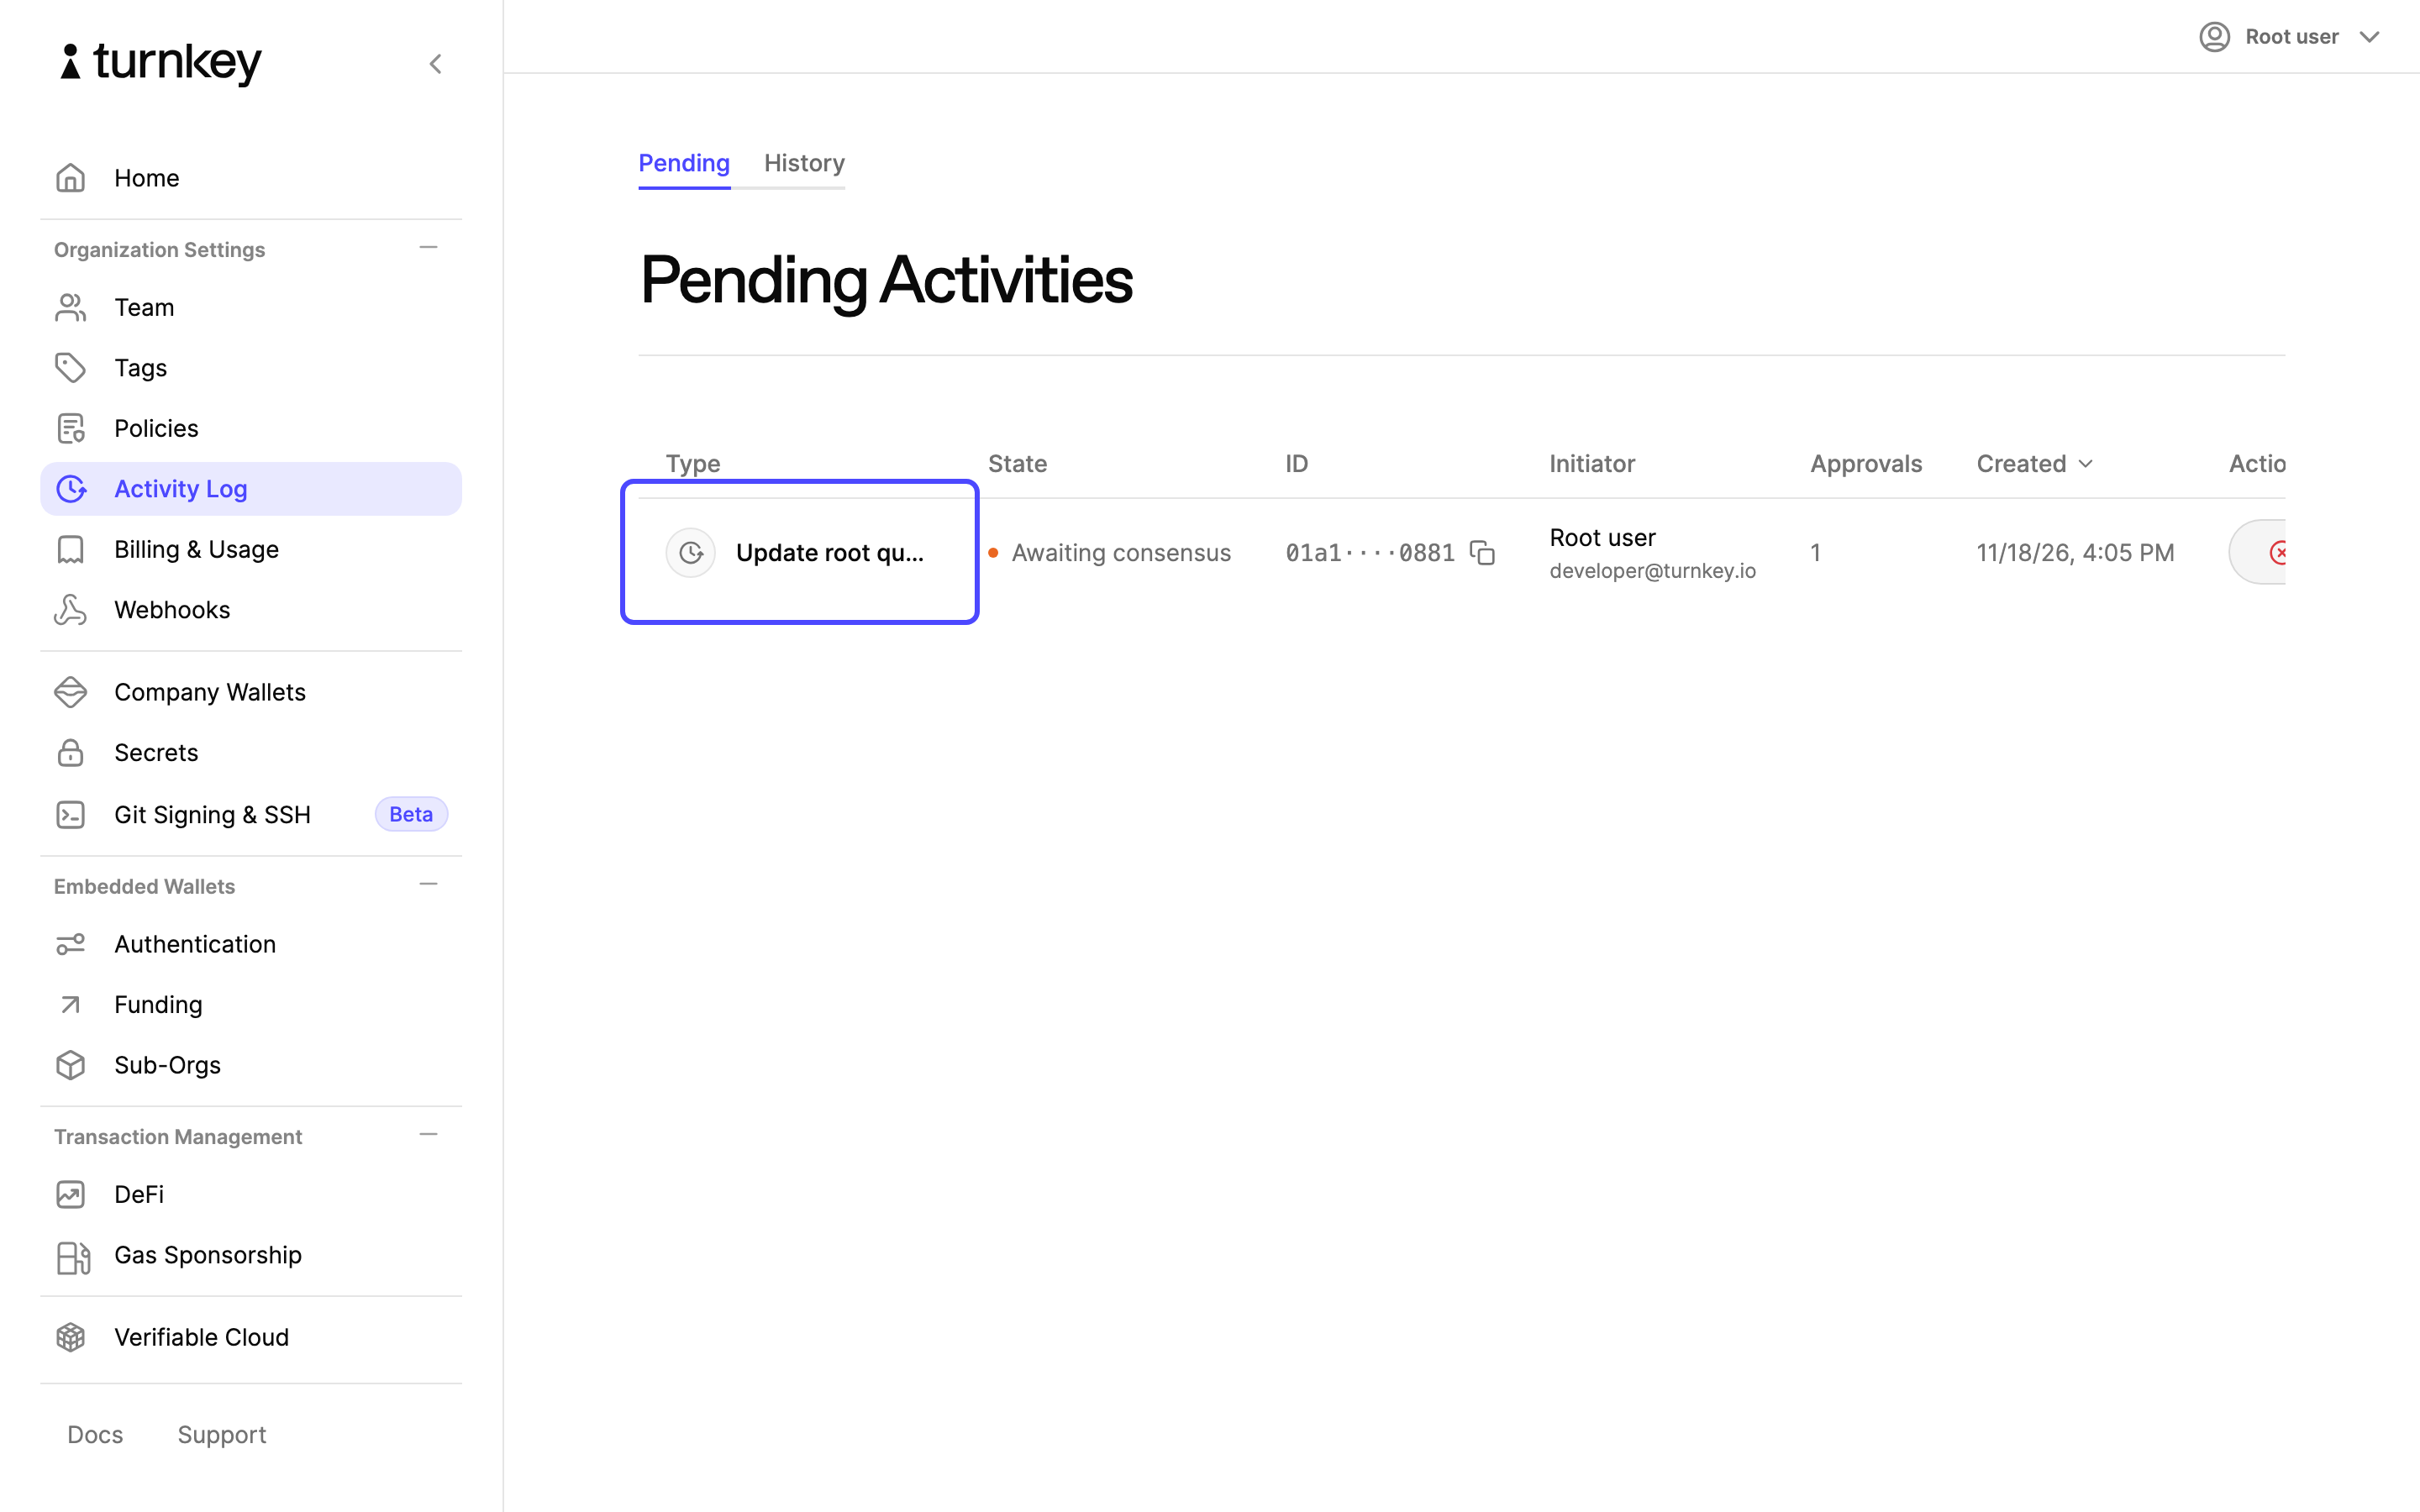 turnkey
Root user
Home
Organization Settings
Team
Tags
Policies
Activity Log
Billing & Usage
Webhooks
Company Wallets
Secrets
Git Signing & SSH Beta
Embedded Wallets
Authentication
Funding
Sub-Orgs
Transaction Management
DeFi
Gas Sponsorship
Verifiable Cloud
Docs Support
Pending History
Pending Activities
Type State ID Initiator Approvals Created Actio
Update root qu... Awaiting consensus 01a1····0881 Root user 1 11/18/26, 4:05 PM
developer@turnkey.io